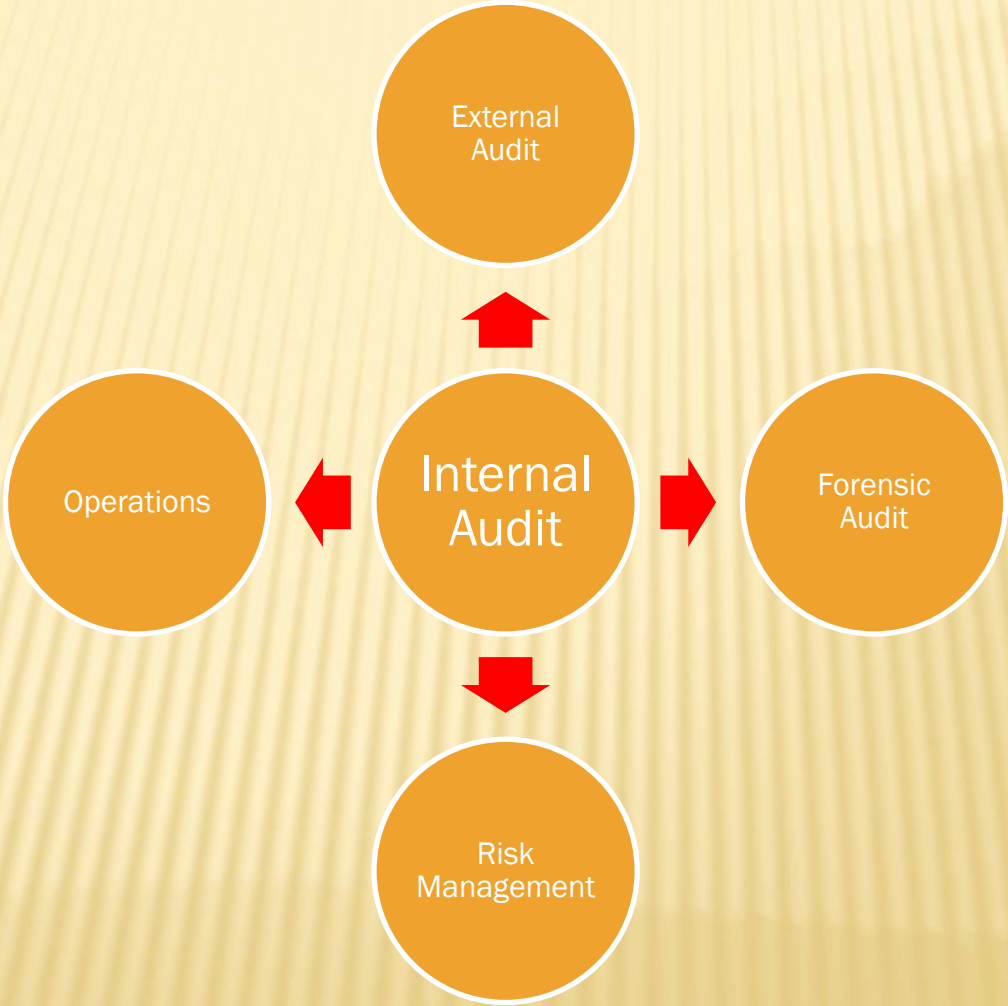 External
Audit
Operations
Internal
Audit
Forensic
Audit
Risk
Management